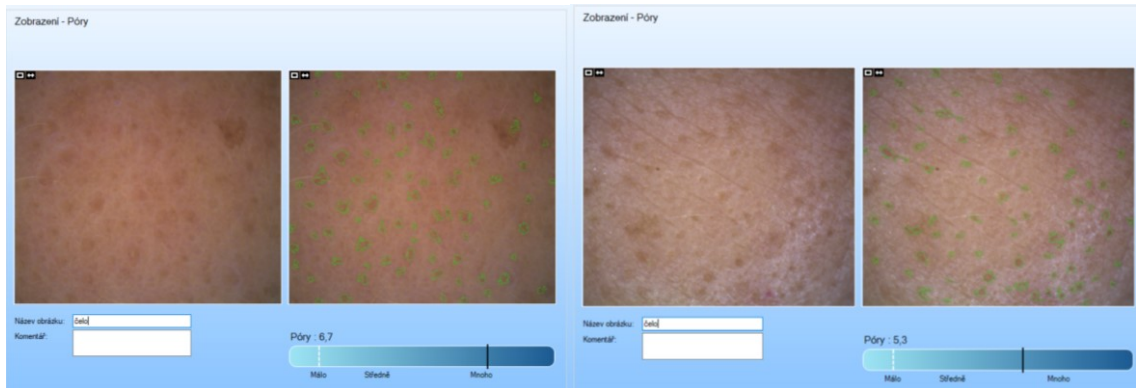 Zobrazení - Póry
Název obrázku: čelo
Komentář:
Póry : 6,7
Málo Středně Mnoho
Zobrazení - Póry
Název obrázku: čelo
Komentář:
Póry : 5,3
Málo Středně Mnoho